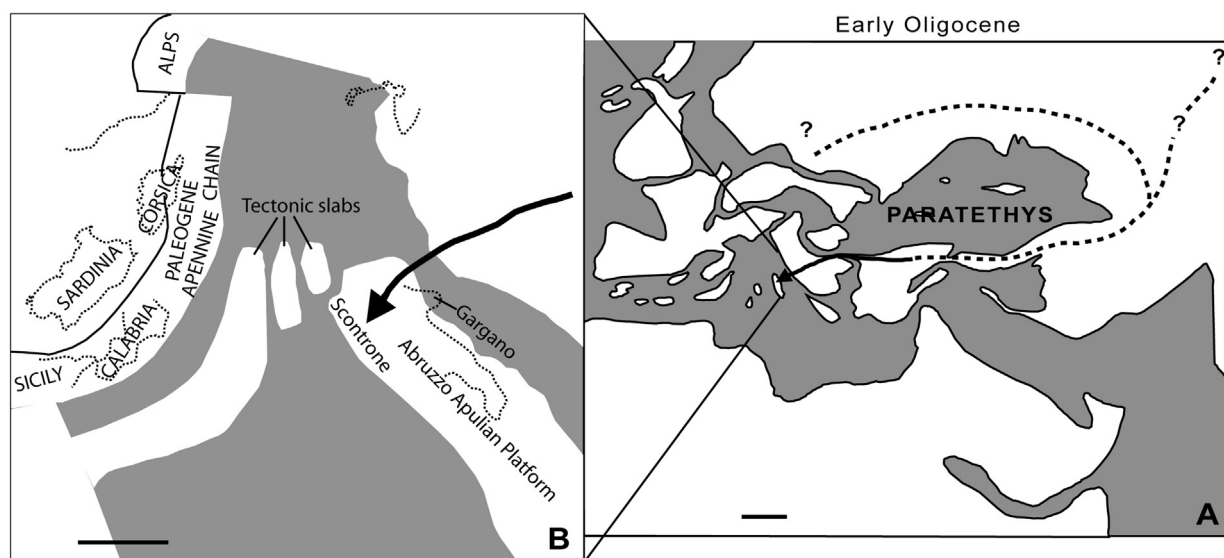 Early Oligocene
ALPS
CORSICA
PALEOGENE
APENNINE CHAIN
SARDINIA
CALABRIA
SICILY
Tectonic slabs
Scontrone
Gargano
Abruzzo Apulian Platform
B
?
?
?
PARATETHYS
A